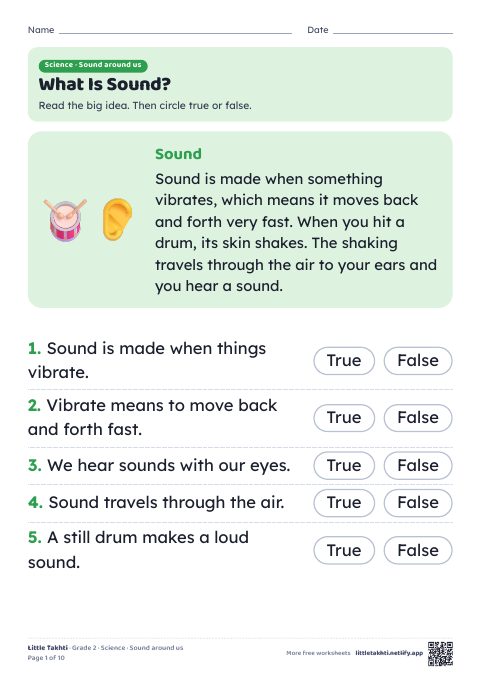 Name Date
Science · Sound around us
What Is Sound?
Read the big idea. Then circle true or false.
Sound
Sound is made when something
vibrates, which means it moves back
and forth very fast. When you hit a
drum, its skin shakes. The shaking
travels through the air to your ears and
you hear a sound.
1. Sound is made when things
vibrate.
True False
2. Vibrate means to move back
and forth fast.
True False
3. We hear sounds with our eyes. True False
4. Sound travels through the air. True False
5. A still drum makes a loud
sound.
True False
Little Takhti · Grade 2 · Science · Sound around us
Page 1 of 10
More free worksheets littletakhti.netlify.app